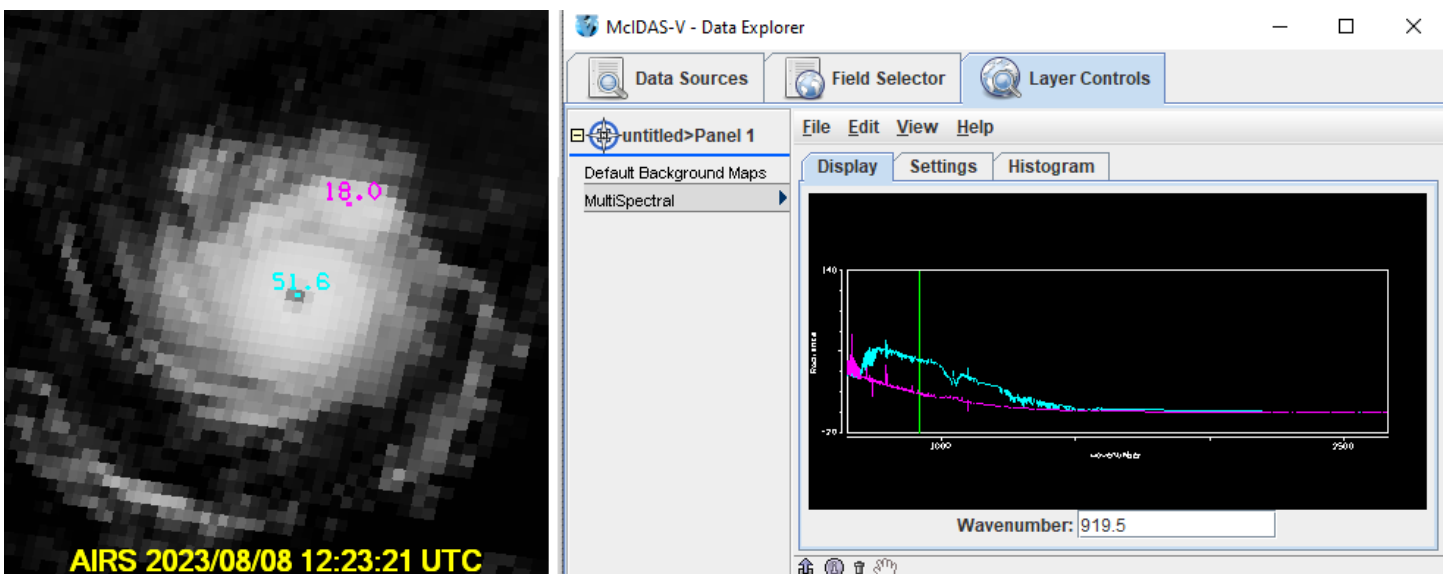 18.0
51.6
AIRS 2023/08/08 12:23:21 UTC
McIDAS-V - Data Explorer
Data Sources
Field Selector
Layer Controls
untitled>Panel 1
Default Background Maps
MultiSpectral
File Edit View Help
Display Settings Histogram
140
Radiance
-20
1000
2500
wavenumber
Wavenumber: 919.5